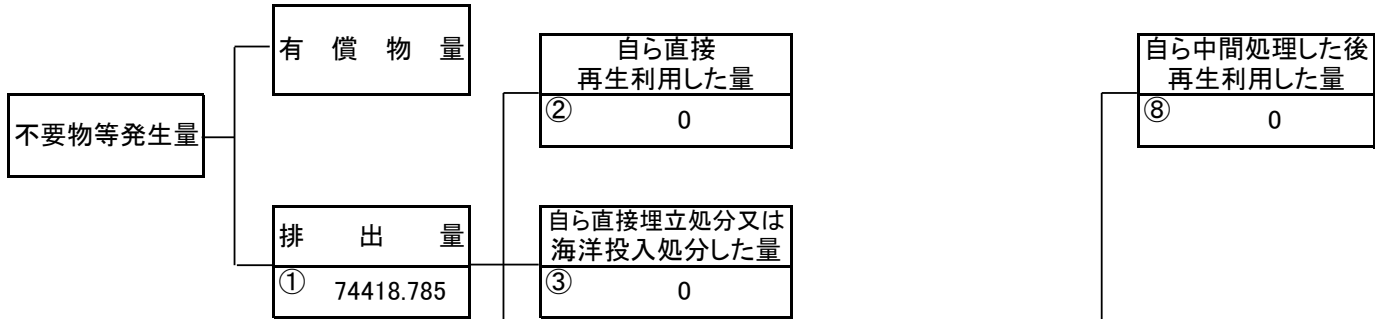 有償物量
自ら直接
再生利用した量
② 0
自ら中間処理した後
再生利用した量
⑧ 0
不要物等発生量
排出量
① 74418.785
自ら直接埋立処分又は
海洋投入処分した量
③ 0